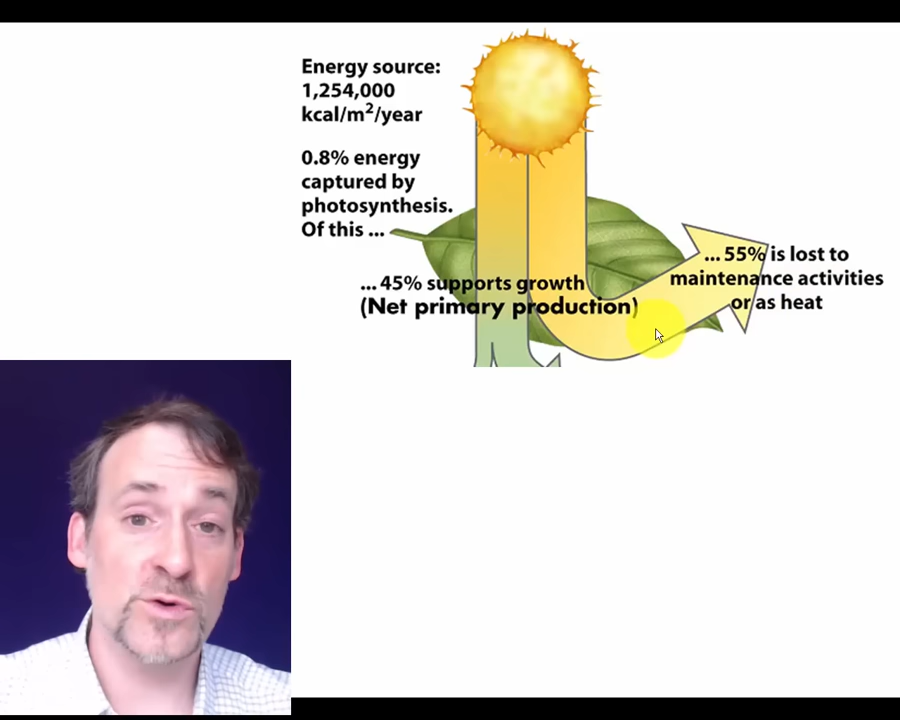 Energy source:
1,254,000
kcal/m²/year
0.8% energy
captured by
photosynthesis.
Of this ...
... 45% supports growth
(Net primary production)
... 55% is lost to
maintenance activities
or as heat